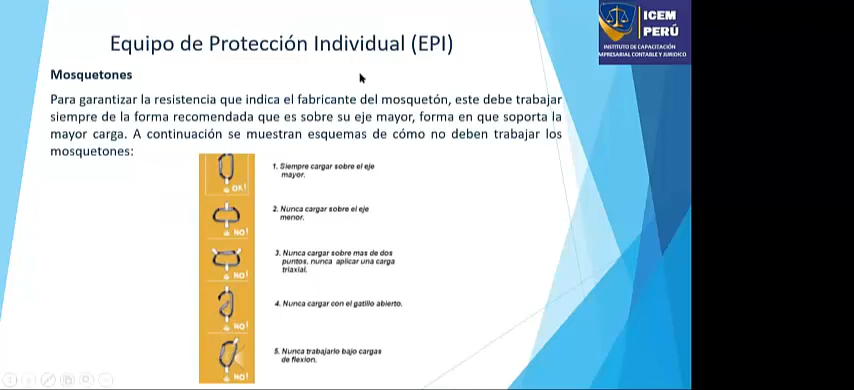 Equipo de Protección Individual (EPI)
ICEM
PERÚ
INSTITUTO DE CAPACITACIÓN
EMPRESARIAL CONTABLE Y JURIDICO
Mosquetones
Para garantizar la resistencia que indica el fabricante del mosquetón, este debe trabajar
siempre de la forma recomendada que es sobre su eje mayor, forma en que soporta la
mayor carga. A continuación se muestran esquemas de cómo no deben trabajar los
mosquetones:
OK!
1. Siempre cargar sobre el eje
mayor.
NO!
2. Nunca cargar sobre el eje
menor.
NO!
3. Nunca cargar sobre mas de dos
puntos, nunca aplicar una carga
triaxial.
NO!
4. Nunca cargar con el gatillo abierto.
NO!
5. Nunca trabajarlo bajo cargas
de flexion.